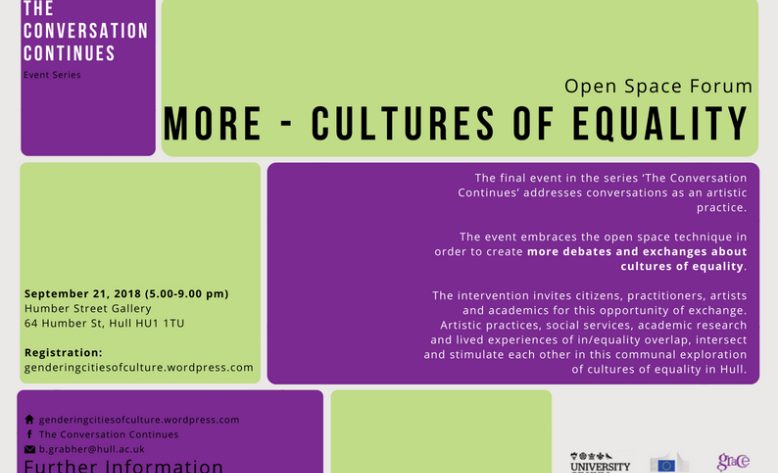 THE
CONVERSATION
CONTINUES
Event Series
Open Space Forum
MORE - CULTURES OF EQUALITY
The final event in the series ‘The Conversation
Continues’ addresses conversations as an artistic
practice.
The event embraces the open space technique in
order to create more debates and exchanges about
cultures of equality.
The intervention invites citizens, practitioners, artists
and academics for this opportunity of exchange.
Artistic practices, social services, academic research
and lived experiences of in/equality overlap, intersect
and stimulate each other in this communal exploration
of cultures of equality in Hull.
September 21, 2018 (5.00-9.00 pm)
Humber Street Gallery
64 Humber St, Hull HU1 1TU
Registration:
genderingcitiesofculture.wordpress.com
genderingcitiesofculture.wordpress.com
The Conversation Continues
b.grabher@hull.ac.uk
Further Information
UNIVERSITY
grace